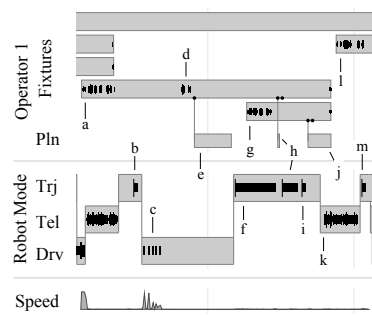 Operator 1
Fixtures
d
l
a
g
h
j
Pln
e
b
m
Robot Mode
Trj
c
Tel
f
i
k
Drv
Speed